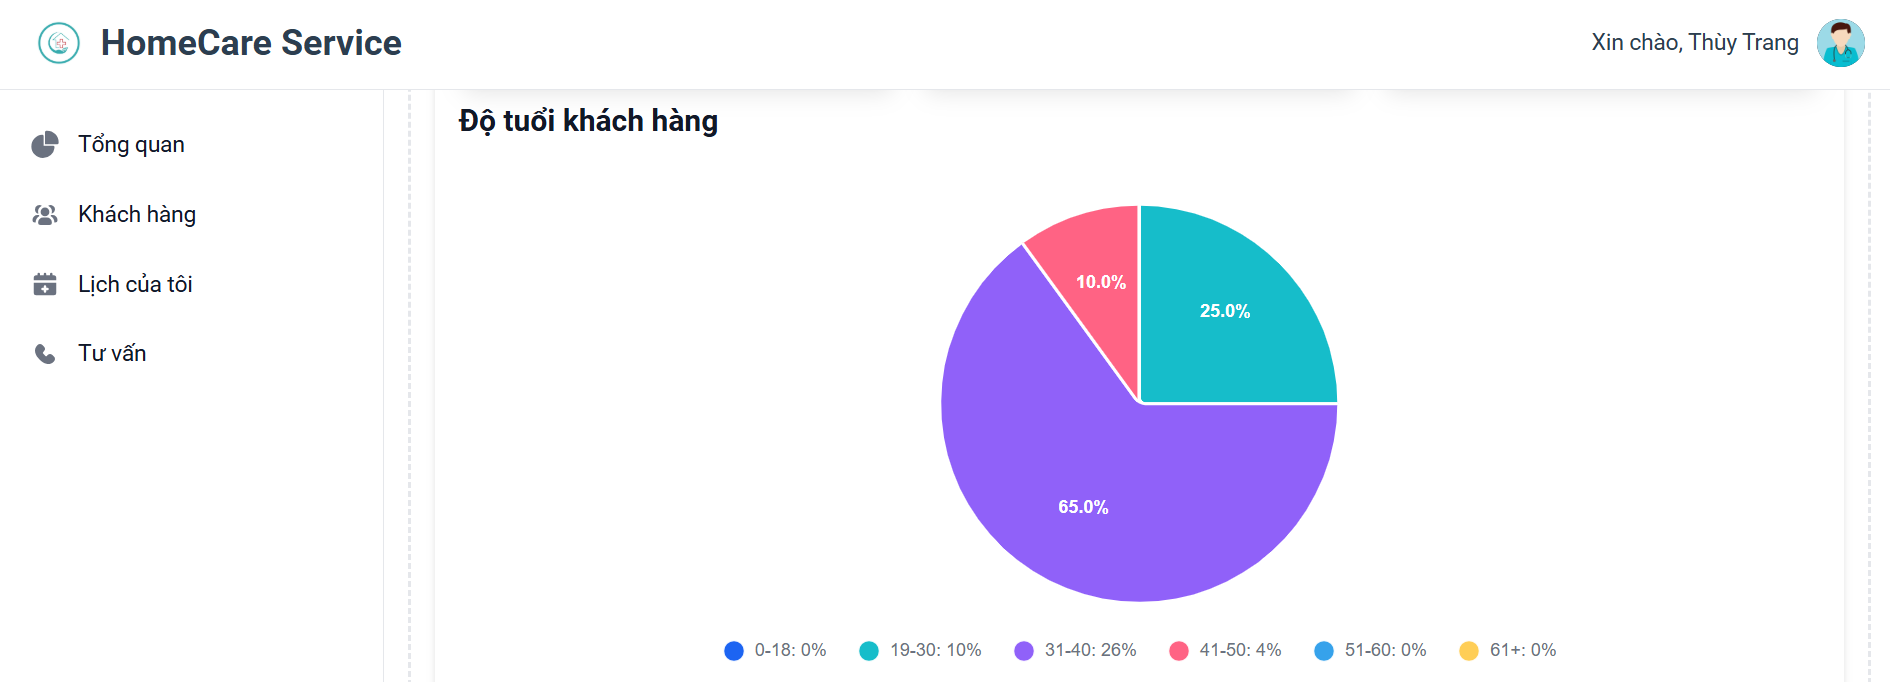 HomeCare Service
Xin chào, Thùy Trang
Tổng quan
Khách hàng
Lịch của tôi
Tư vấn
Độ tuổi khách hàng
10.0%
25.0%
65.0%
0-18: 0%
19-30: 10%
31-40: 26%
41-50: 4%
51-60: 0%
61+: 0%